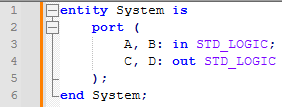 1 entity System is
2 port (
3 A, B: in STD_LOGIC;
4 C, D: out STD_LOGIC
5 );
6 end System;